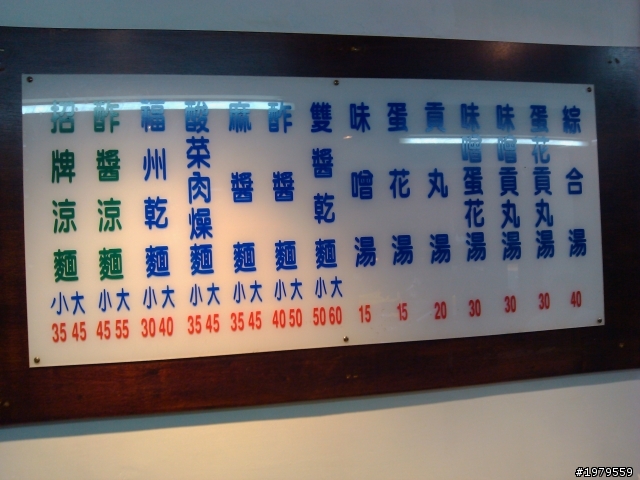 招牌涼麵 小大 35 45
酢醬涼麵 小大 45 55
福州乾麵 小大 30 40
酸菜肉燥麵 小大 35 45
麻醬麵 小大 35 45
酢醬麵 小大 40 50
雙醬乾麵 小大 50 60
味噌湯 15
蛋花湯 15
貢丸湯 20
味噌蛋花湯 30
味噌貢丸湯 30
蛋花貢丸湯 30
綜合湯 40
#1979559